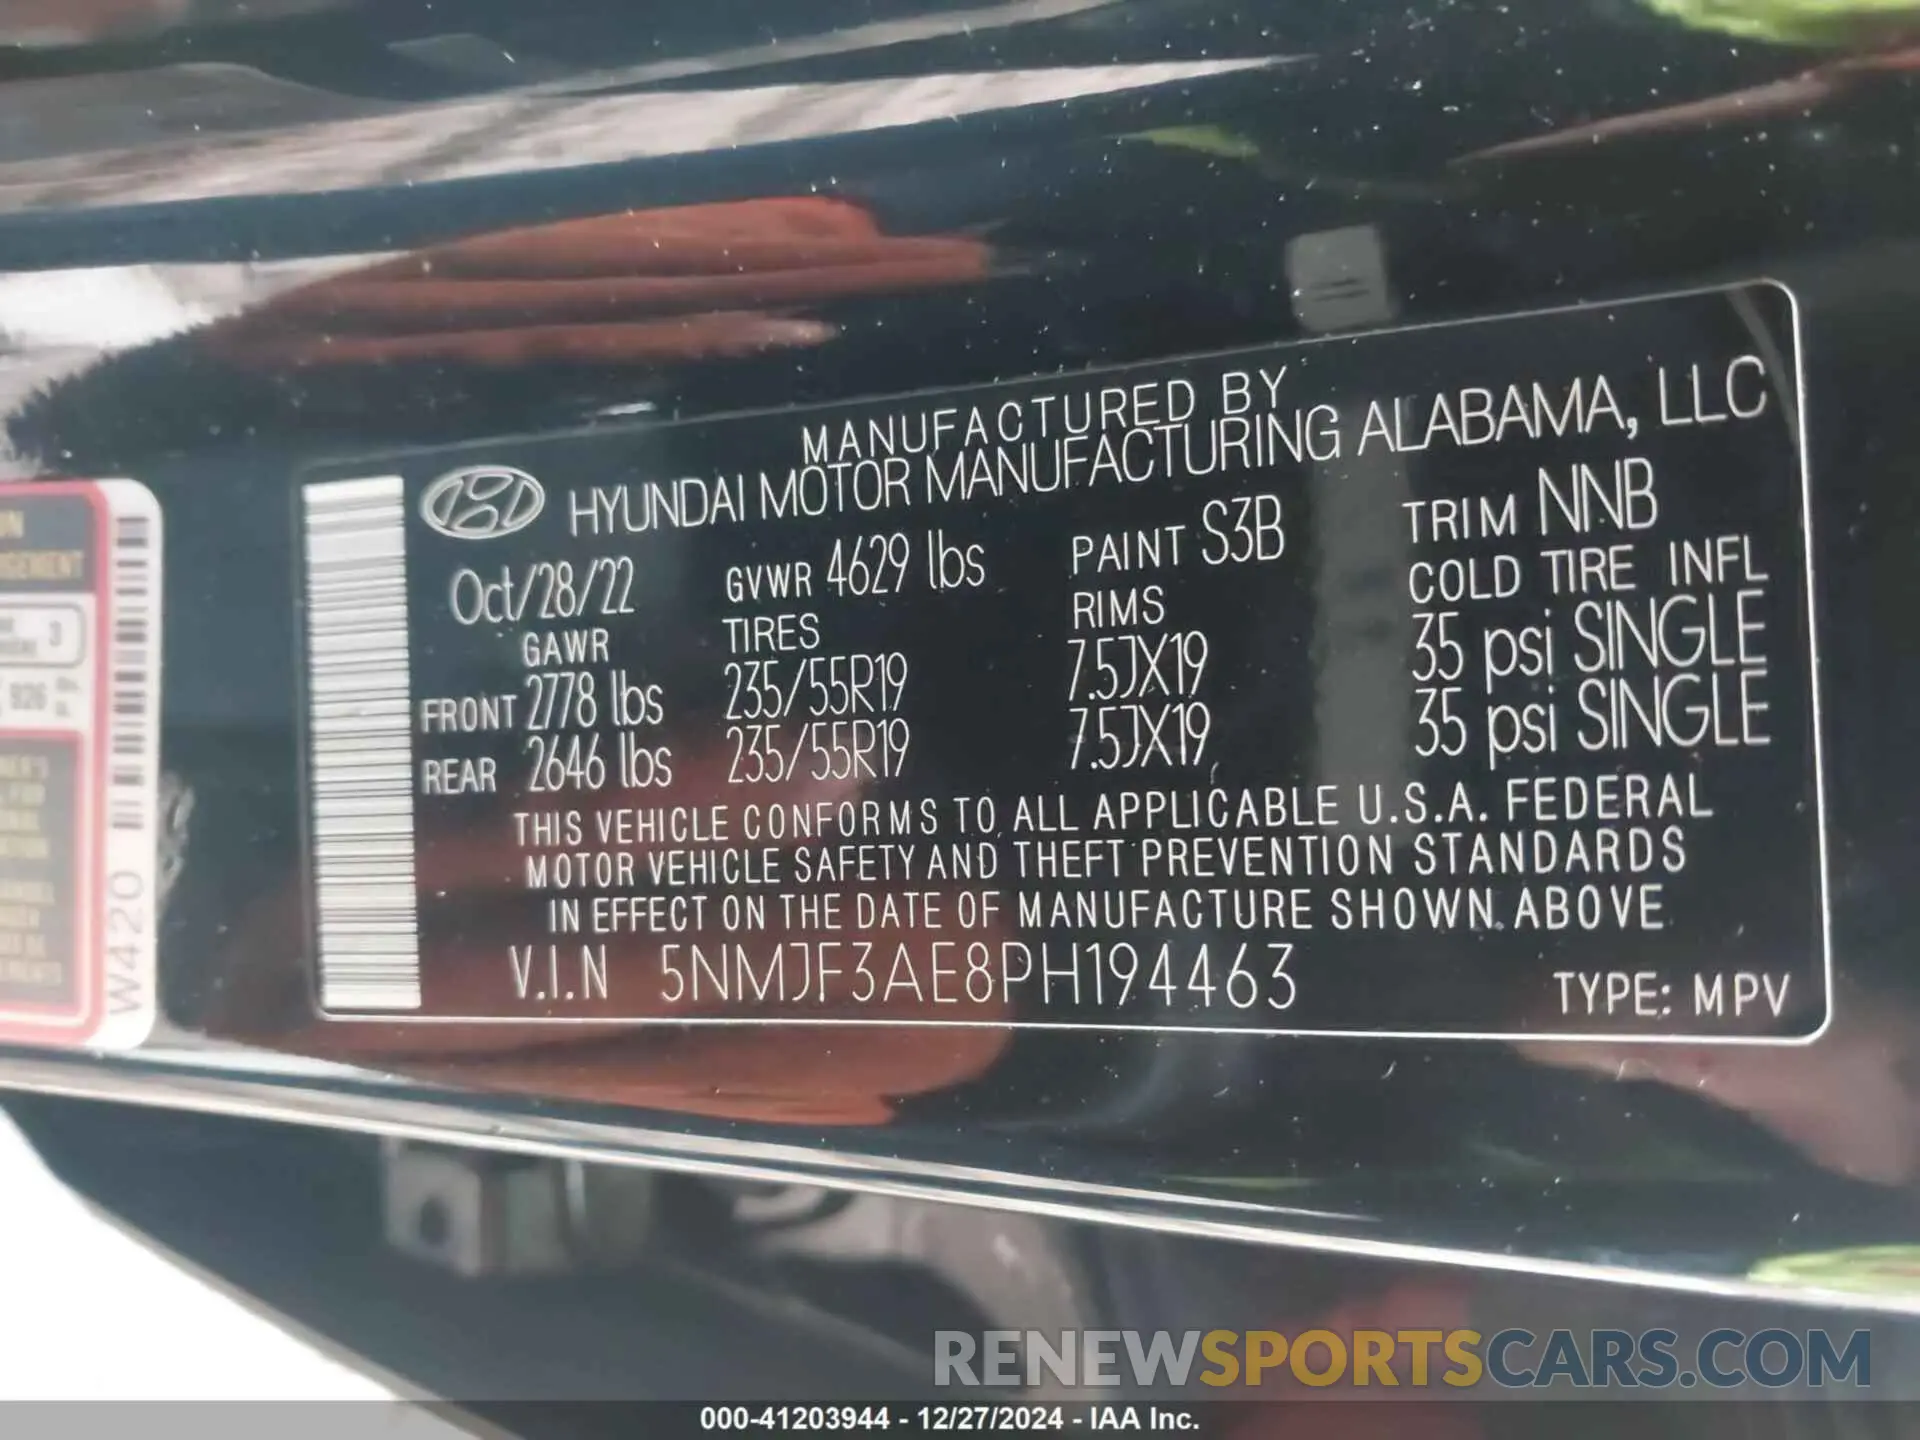 MANUFACTURED BY
HYUNDAI MOTOR MANUFACTURING ALABAMA, LLC
Oct/28/22 GVWR 4629 lbs PAINT S3B TRIM NNB
GAWR TIRES RIMS COLD TIRE INFL
FRONT 2778 lbs 235/55R19 7.5JX19 35 psi SINGLE
REAR 2646 lbs 235/55R19 7.5JX19 35 psi SINGLE
THIS VEHICLE CONFORMS TO ALL APPLICABLE U.S.A. FEDERAL
MOTOR VEHICLE SAFETY AND THEFT PREVENTION STANDARDS
IN EFFECT ON THE DATE OF MANUFACTURE SHOWN ABOVE
V.I.N 5NMJF3AE8PH194463 TYPE: MPV
3
926
W420
RENEWSPORTSCARS.COM
000-41203944 - 12/27/2024 - IAA Inc.